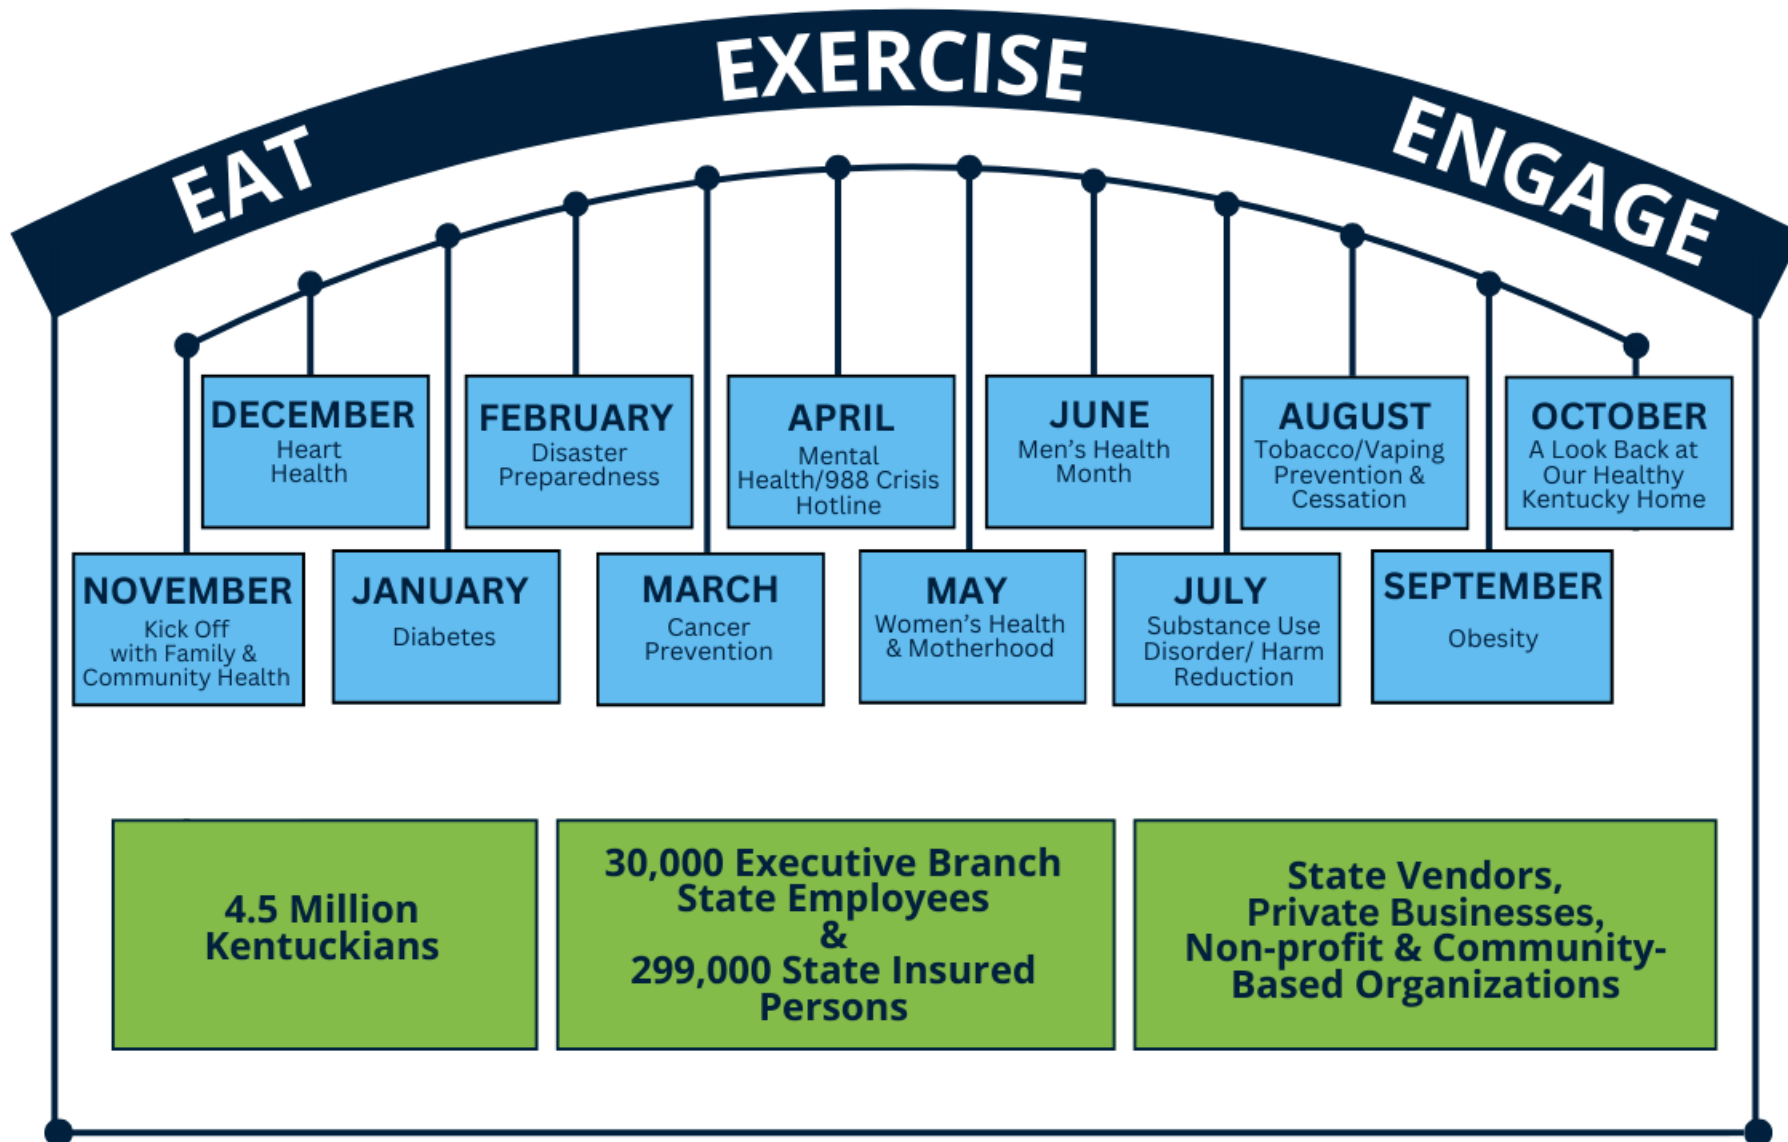 EAT
EXERCISE
ENGAGE
NOVEMBER
Kick Off
with Family &
Community Health
DECEMBER
Heart
Health
JANUARY
Diabetes
FEBRUARY
Disaster
Preparedness
MARCH
Cancer
Prevention
APRIL
Mental
Health/988 Crisis
Hotline
MAY
Women’s Health
& Motherhood
JUNE
Men’s Health
Month
JULY
Substance Use
Disorder/ Harm
Reduction
AUGUST
Tobacco/Vaping
Prevention &
Cessation
SEPTEMBER
Obesity
OCTOBER
A Look Back at
Our Healthy
Kentucky Home
4.5 Million
Kentuckians
30,000 Executive Branch
State Employees
&
299,000 State Insured
Persons
State Vendors,
Private Businesses,
Non-profit & Community-
Based Organizations